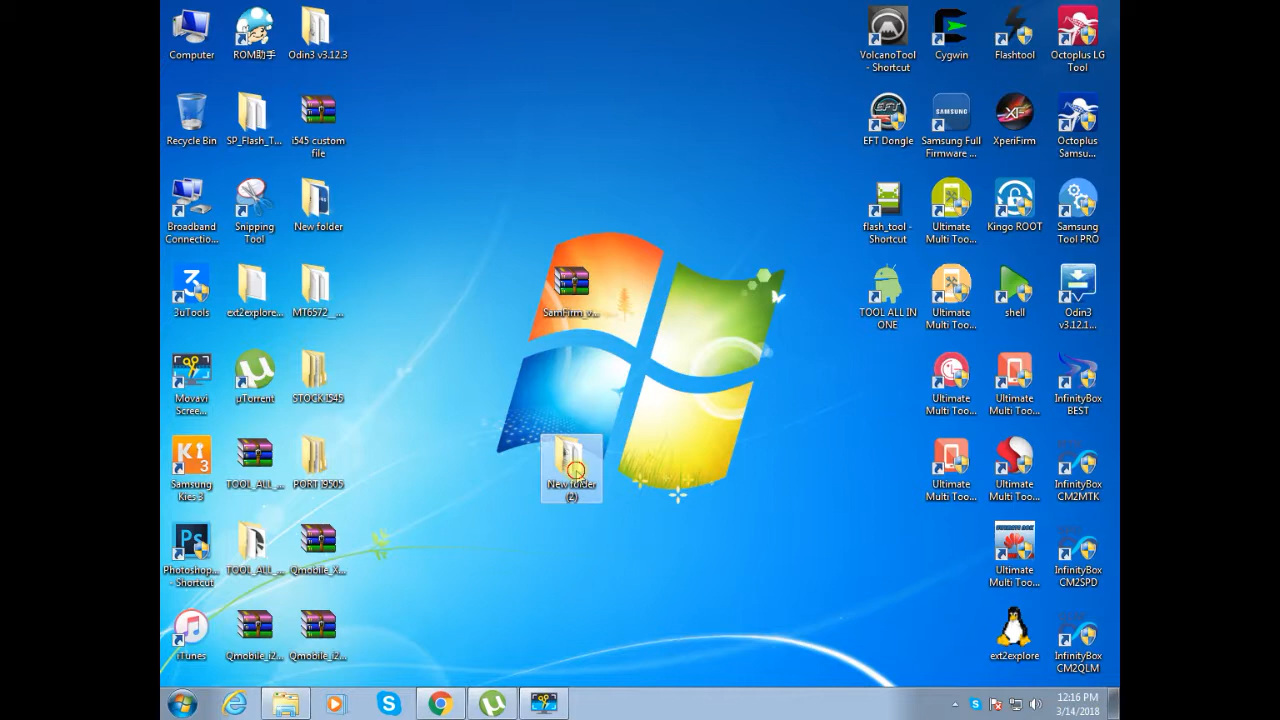 Computer
ROM助手
Odin3 v3.12.3
Recycle Bin
SP_Flash_T...
i545 custom
file
Broadband
Connectio...
Snipping
Tool
New folder
3uTools
ext2explore...
MT6572_...
Movavi
Scree...
µTorrent
STOCKi545
Samsung
Kies 3
TOOL_ALL_...
PORT i9505
Photoshop...
- Shortcut
TOOL_ALL_...
Qmobile_X...
iTunes
Qmobile_i2...
Qmobile_i2...
SamFirm_v...
New folder
(2)
VolcanoTool
- Shortcut
Cygwin
Flashtool
Octoplus LG
Tool
EFT Dongle
Samsung Full
Firmware ...
XperiFirm
Octoplus
Samsu...
flash_tool -
Shortcut
Ultimate
Multi Too...
Kingo ROOT
Samsung
Tool PRO
TOOL ALL IN
ONE
Ultimate
Multi Too...
shell
Odin3
v3.12.1...
Ultimate
Multi Too...
Ultimate
Multi Too...
InfinityBox
BEST
Ultimate
Multi Too...
Ultimate
Multi Too...
InfinityBox
CM2MTK
Ultimate
Multi Too...
InfinityBox
CM2SPD
ext2explore
InfinityBox
CM2QLM
12:16 PM
3/14/2018